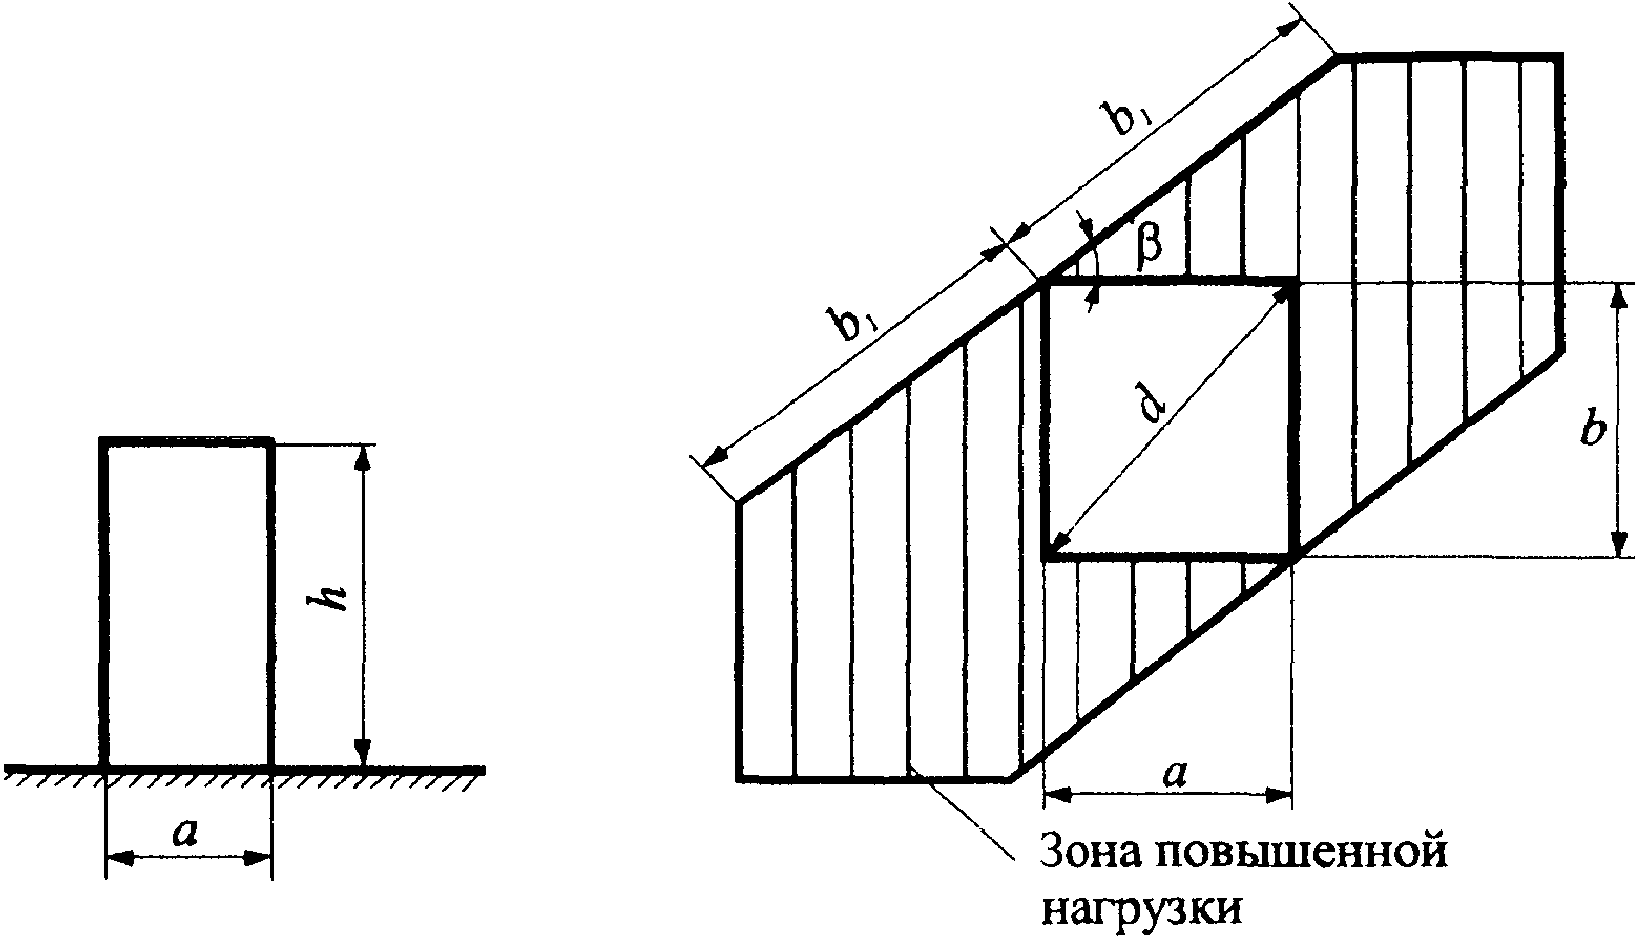 b₁
β
b₁
d
b
h
a
a
Зона повышенной
нагрузки